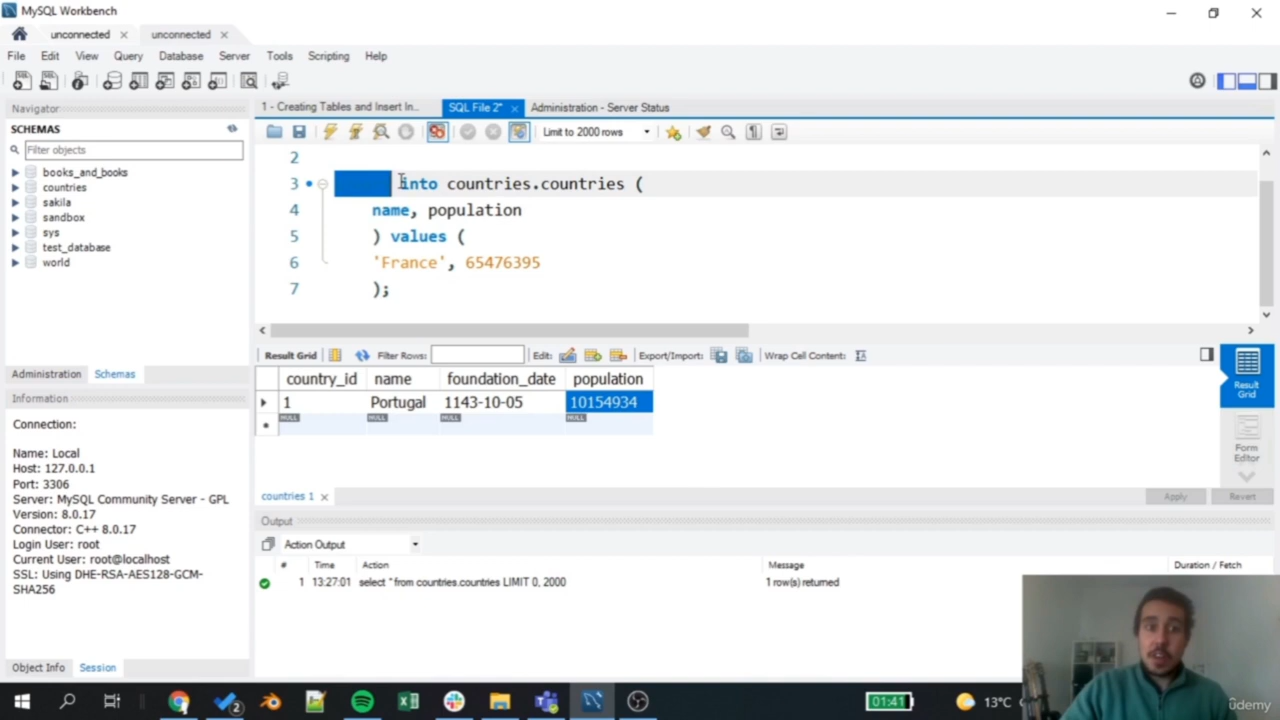 MySQL Workbench
unconnected
unconnected
File Edit View Query Database Server Tools Scripting Help
Navigator
SCHEMAS
Filter objects
books_and_books
countries
sakila
sandbox
sys
test_database
world
Administration Schemas
Information
Connection:
Name: Local
Host: 127.0.0.1
Port: 3306
Server: MySQL Community Server - GPL
Version: 8.0.17
Connector: C++ 8.0.17
Login User: root
Current User: root@localhost
SSL: Using DHE-RSA-AES128-GCM-
SHA256
Object Info Session
1 - Creating Tables and Insert In... SQL File 2* Administration - Server Status
Limit to 2000 rows
2
3 into countries.countries (
4 name, population
5 ) values (
6 'France', 65476395
7 );
Result Grid Filter Rows: Edit: Export/Import: Wrap Cell Content:
country_id name foundation_date population
1 Portugal 1143-10-05 10154934
NULL NULL NULL NULL
Result
Grid
Form
Editor
countries 1
Apply Revert
Output
Action Output
# Time Action Message Duration / Fetch
1 13:27:01 select * from countries.countries LIMIT 0, 2000 1 row(s) returned
2
01:41
13°C
ûdemy